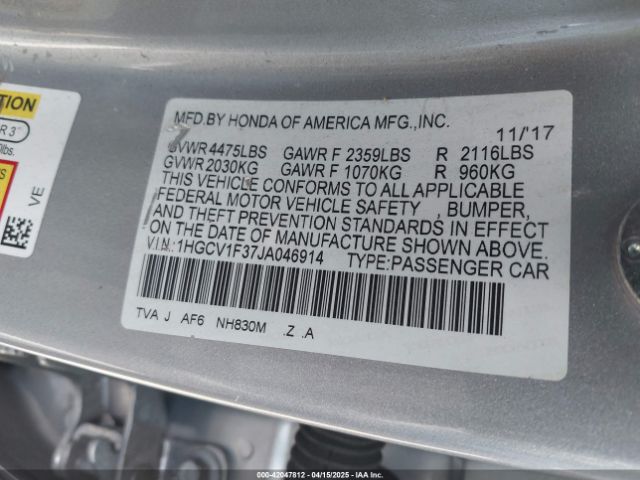 TION
R 3"
lbs.
VE
MFD.BY HONDA OF AMERICA MFG.,INC.
11/'17
GVWR 4475LBS GAWR F 2359LBS R 2116LBS
GVWR 2030KG GAWR F 1070KG R 960KG
THIS VEHICLE CONFORMS TO ALL APPLICABLE
FEDERAL MOTOR VEHICLE SAFETY , BUMPER,
AND THEFT PREVENTION STANDARDS IN EFFECT
ON THE DATE OF MANUFACTURE SHOWN ABOVE.
V.I.N.:1HGCV1F37JA046914 TYPE:PASSENGER CAR
TVA J AF6 NH830M .Z .A
000-42047812 - 04/15/2025 - IAA Inc.